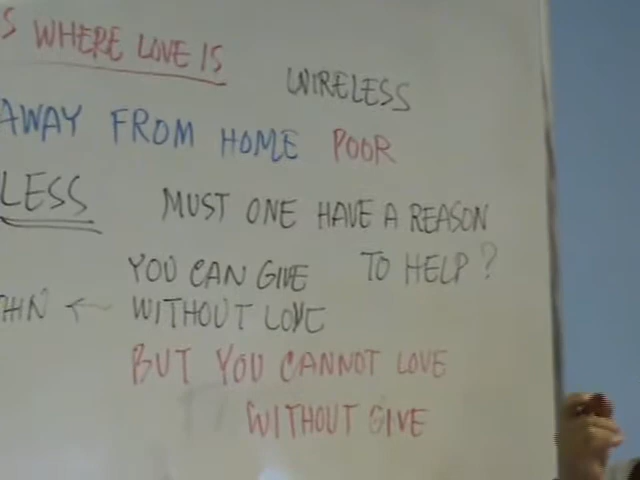 S WHERE LOVE IS
WIRELESS
AWAY FROM HOME POOR
LESS
MUST ONE HAVE A REASON
TO HELP?
YOU CAN GIVE
THIN ← WITHOUT LOVE
BUT YOU CANNOT LOVE
WITHOUT GIVE